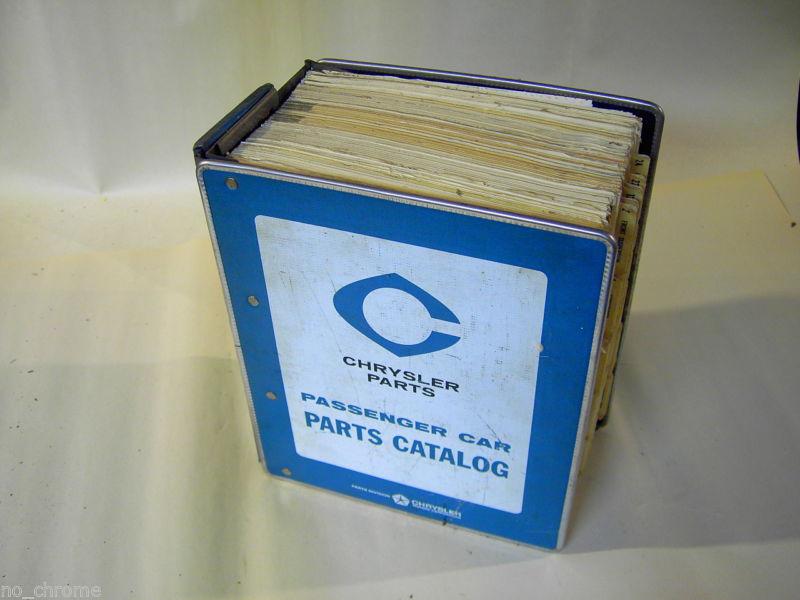 CHRYSLER
PARTS
PASSENGER CAR
PARTS CATALOG
PARTS DIVISION CHRYSLER
no_chrome